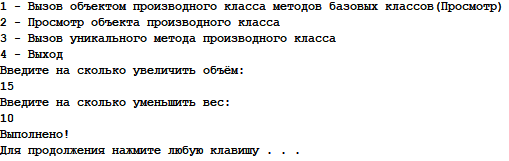 1 - Вызов объектом производного класса методов базовых классов(Просмотр)
2 - Просмотр объекта производного класса
3 - Вызов уникального метода производного класса
4 - Выход
Введите на сколько увеличить объём:
15
Введите на сколько уменьшить вес:
10
Выполнено!
Для продолжения нажмите любую клавишу . . .